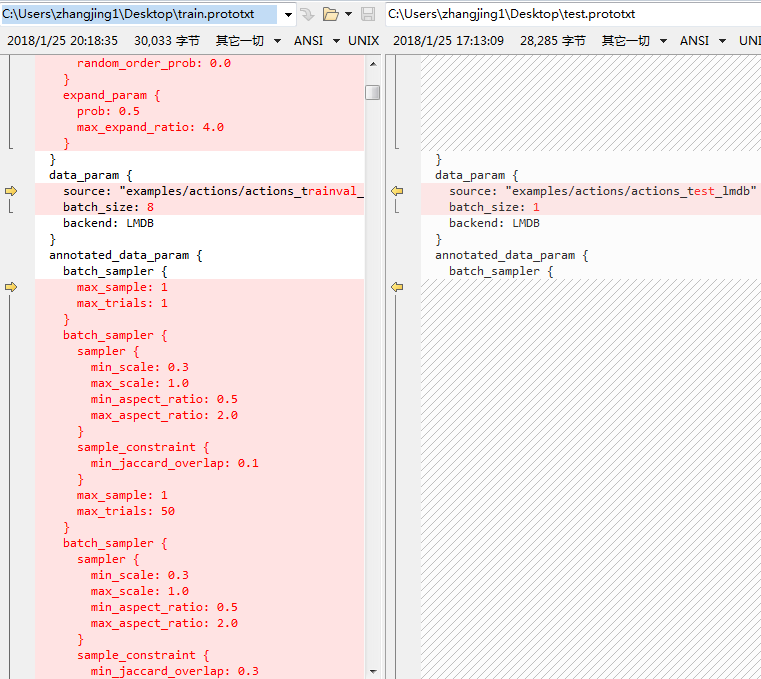 C:\Users\zhangjing1\Desktop\train.prototxt
2018/1/25 20:18:35 30,033 字节 其它一切 ANSI UNIX
random_order_prob: 0.0
}
expand_param {
prob: 0.5
max_expand_ratio: 4.0
}
}
data_param {
source: "examples/actions/actions_trainval_
batch_size: 8
backend: LMDB
}
annotated_data_param {
batch_sampler {
max_sample: 1
max_trials: 1
}
batch_sampler {
sampler {
min_scale: 0.3
max_scale: 1.0
min_aspect_ratio: 0.5
max_aspect_ratio: 2.0
}
sample_constraint {
min_jaccard_overlap: 0.1
}
max_sample: 1
max_trials: 50
}
batch_sampler {
sampler {
min_scale: 0.3
max_scale: 1.0
min_aspect_ratio: 0.5
max_aspect_ratio: 2.0
}
sample_constraint {
min_jaccard_overlap: 0.3
C:\Users\zhangjing1\Desktop\test.prototxt
2018/1/25 17:13:09 28,285 字节 其它一切 ANSI UNI
}
data_param {
source: "examples/actions/actions_test_lmdb"
batch_size: 1
backend: LMDB
}
annotated_data_param {
batch_sampler {